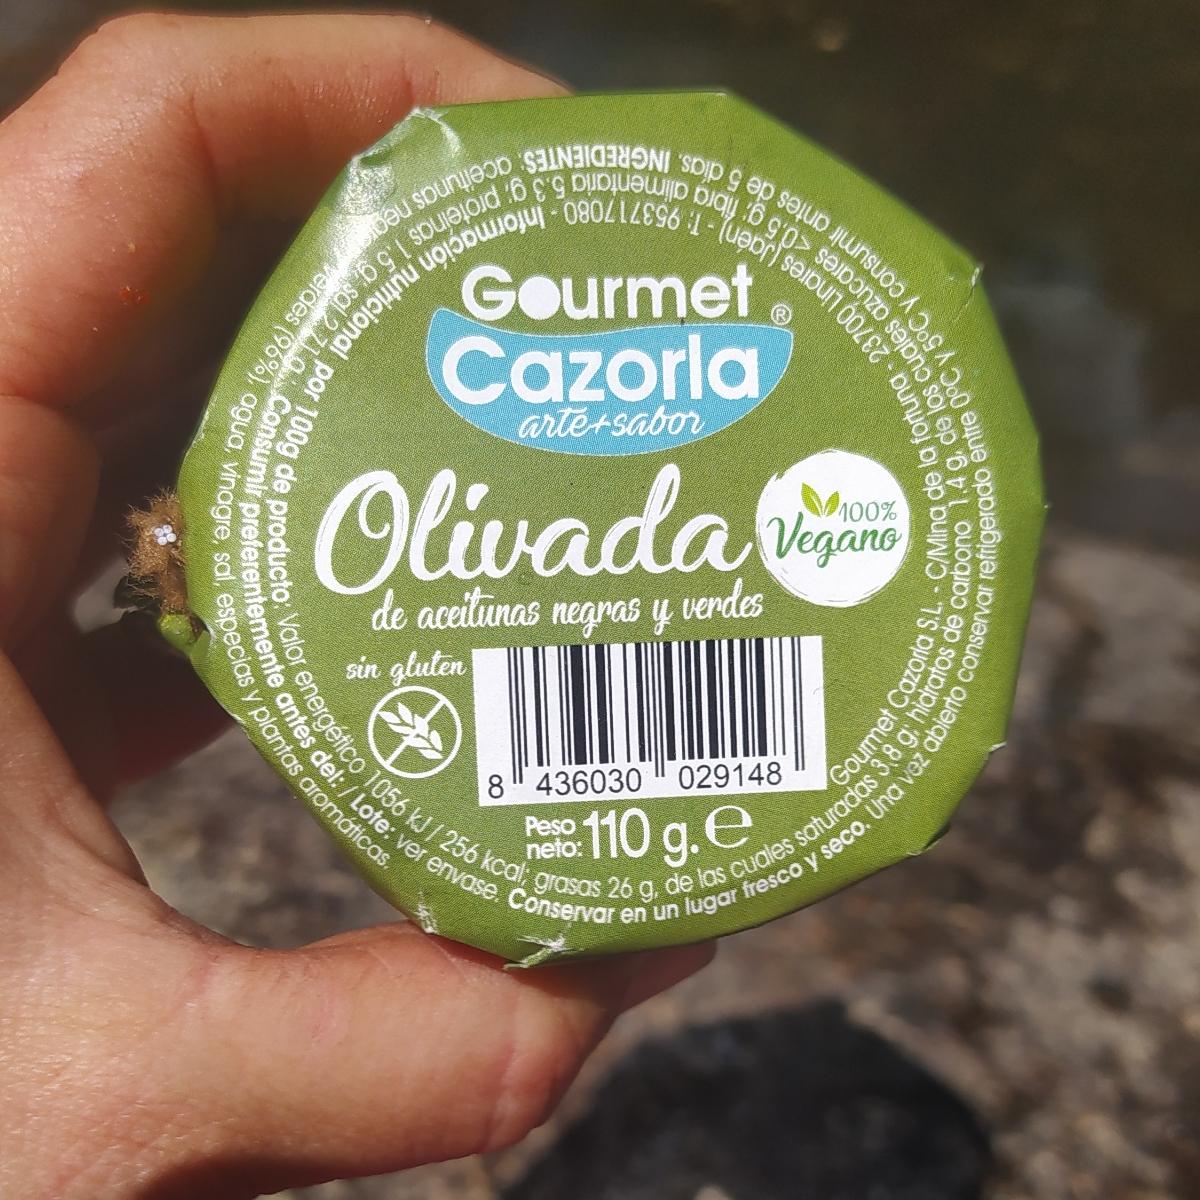 Gourmet
Cazorla ®
arte+sabor
Olivada
100%
Vegano
de aceitunas negras y verdes
sin gluten
8 436030 029148
Peso
neto: 110 g. e
INGREDIENTES: aceitunas negras verdes (96%), agua, vinagre, sal, especias y plantas aromáticas.
Información nutricional por 100g de producto: Valor energético 1056 kJ / 256 kcal; grasas 26 g, de las cuales saturadas 3,8 g; hidratos de carbono 1.4 g, de los cuales azucares <0.5 g; fibra alimentaria 5.3 g; proteínas 1.5 g; sal 2.21 g.
Consumir preferentemente antes del: / Lote: ver envase. Conservar en un lugar fresco y seco. Una vez abierto conservar refrigerado entre 0ºC y 5ºC y consumir antes de 5 días.
Gourmet Cazorla S.L. - C/Mina de la fortuna - 23700 Linares (Jaén) - T: 953717080 -